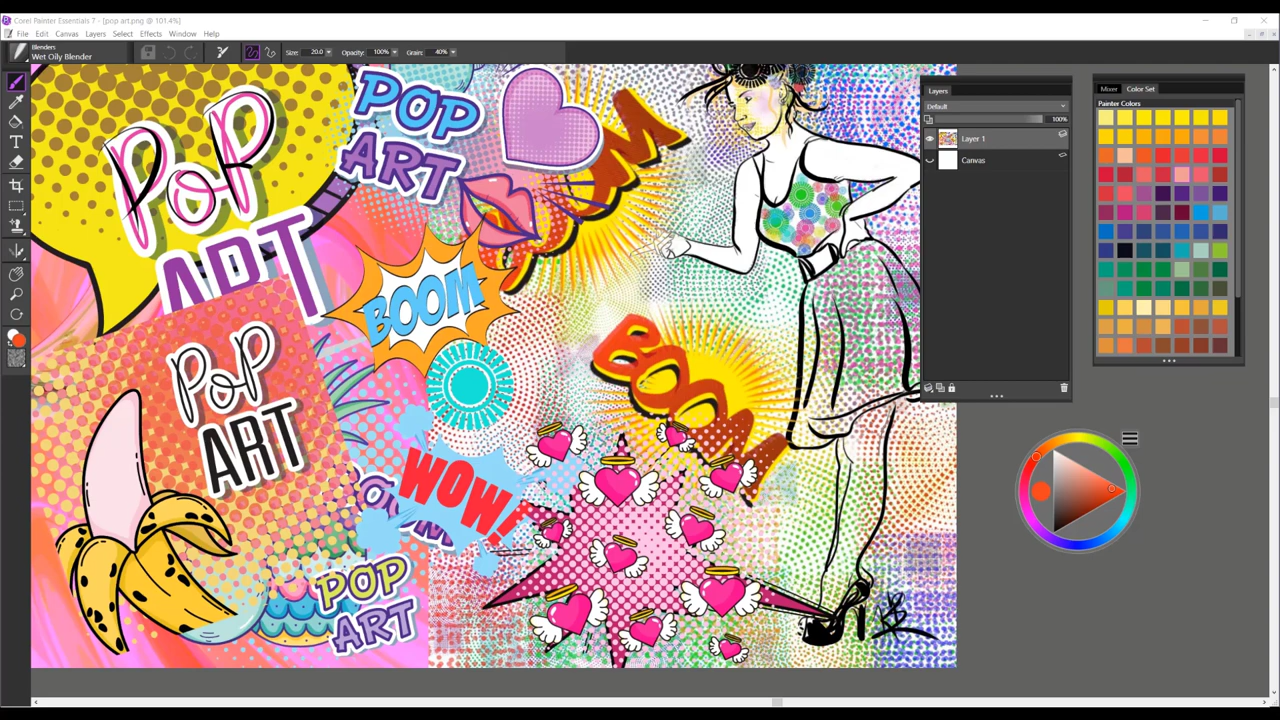 Corel Painter Essentials 7 - [pop art.png @ 101.4%]
File Edit Canvas Layers Select Effects Window Help
Blenders
Wet Oily Blender
Size: 20.0 Opacity: 100% Grain: 40%
Layers
Default
100%
Layer 1
Canvas
Mixer Color Set
Painter Colors
POP
ART
POP
ART
BOOM
BOOM
POP
ART
WOW!
POP
ART